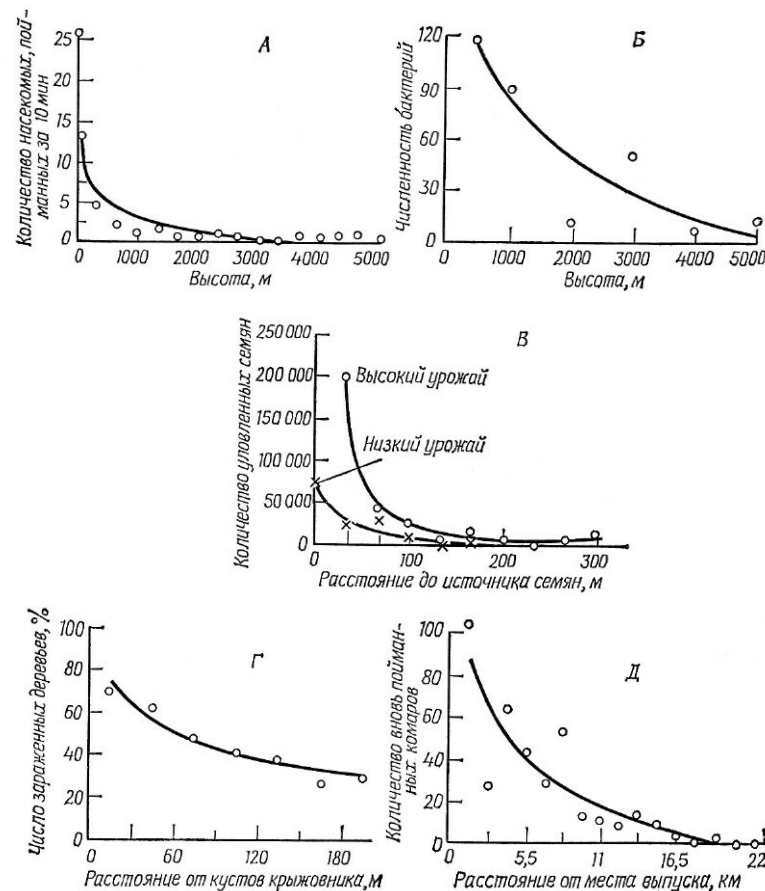 А
Количество насекомых, пой-
манных за 10 мин
25
20
15
10
5
0
0 1000 2000 3000 4000 5000
Высота, м
Б
Численность бактерий
120
90
60
30
0
0 1000 2000 3000 4000 5000
Высота, м
В
Количество уловленных семян
250 000
200 000
150 000
100 000
50 000
0
Высокий урожай
Низкий урожай
0 100 200 300
Расстояние до источника семян, м
Г
Число зараженных деревьев, %
100
80
60
40
20
0
0 60 120 180
Расстояние от кустов крыжовника, м
Д
Количество вновь пойман-
ных комаров
100
80
60
40
20
0
0 5,5 11 16,5 22
Расстояние от места выпуска, км